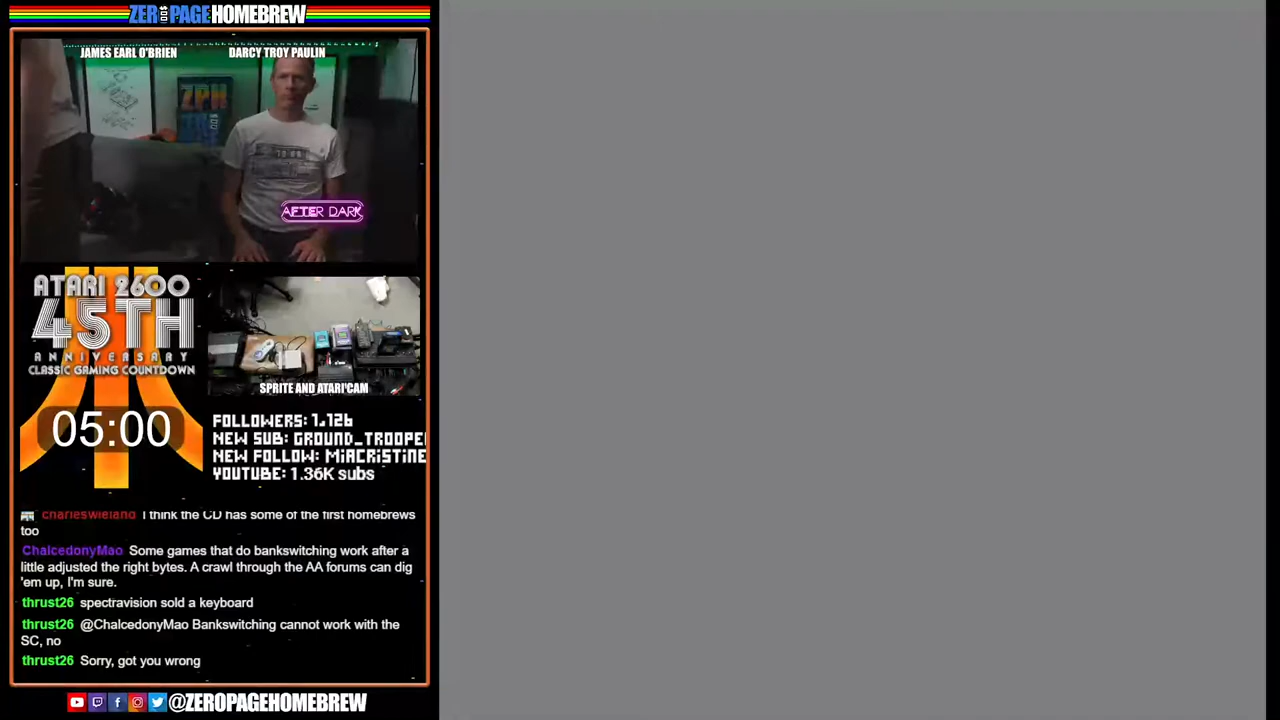 ZERO PAGE HOMEBREW
JAMES EARL O'BRIEN
DARCY TROY PAULIN
ZPH
AFTER DARK
ATARI 2600
45TH
ANNIVERSARY
CLASSIC GAMING COUNTDOWN
05:00
SPRITE AND ATARI CAM
FOLLOWERS: 1,126
NEW SUB: GROUND_TROOPER
NEW FOLLOW: MIACRISTINE
YOUTUBE: 1.36K subs
charleswieland I think the CD has some of the first homebrews
too
ChalcedonyMao Some games that do bankswitching work after a
little adjusted the right bytes. A crawl through the AA forums can dig
'em up, I'm sure.
thrust26 spectravision sold a keyboard
thrust26 @ChalcedonyMao Bankswitching cannot work with the
SC, no
thrust26 Sorry, got you wrong
@ZEROPAGEHOMEBREW